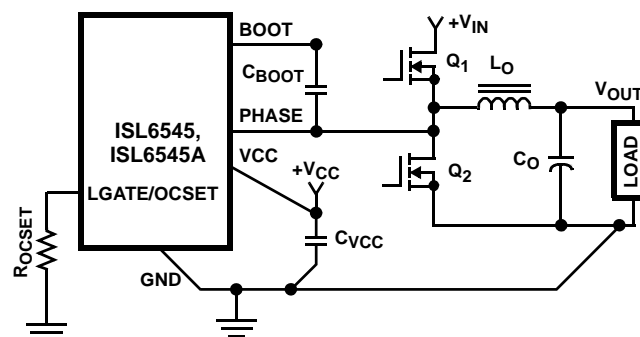 +VIN
BOOT
Q1
LO
CBOOT
VOUT
PHASE
ISL6545,
ISL6545A
VCC
+VCC
CO
LOAD
Q2
LGATE/OCSET
CVCC
ROCSET
GND